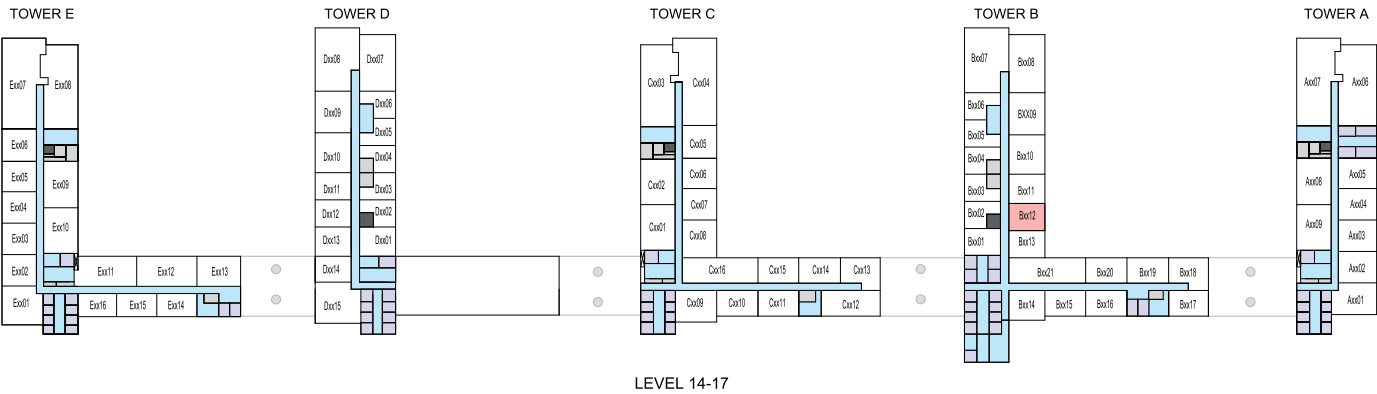 TOWER E
TOWER D
TOWER C
TOWER B
TOWER A
Exx07
Exx08
Exx06
Exx05
Exx09
Exx04
Exx10
Exx03
Exx02
Exx11
Exx12
Exx13
Exx01
Exx16
Exx15
Exx14
Dxx08
Dxx07
Dxx09
Dxx06
Dxx05
Dxx10
Dxx04
Dxx11
Dxx03
Dxx12
Dxx02
Dxx13
Dxx01
Dxx14
Dxx15
Cxx03
Cxx04
Cxx05
Cxx02
Cxx06
Cxx07
Cxx01
Cxx08
Cxx16
Cxx15
Cxx14
Cxx13
Cxx09
Cxx10
Cxx11
Cxx12
Bxx07
Bxx08
Bxx06
BXX09
Bxx05
Bxx04
Bxx10
Bxx03
Bxx11
Bxx02
Bxx12
Bxx01
Bxx13
Bxx21
Bxx20
Bxx19
Bxx18
Bxx14
Bxx15
Bxx16
Bxx17
Axx07
Axx06
Axx08
Axx05
Axx04
Axx09
Axx03
Axx02
Axx01
LEVEL 14-17